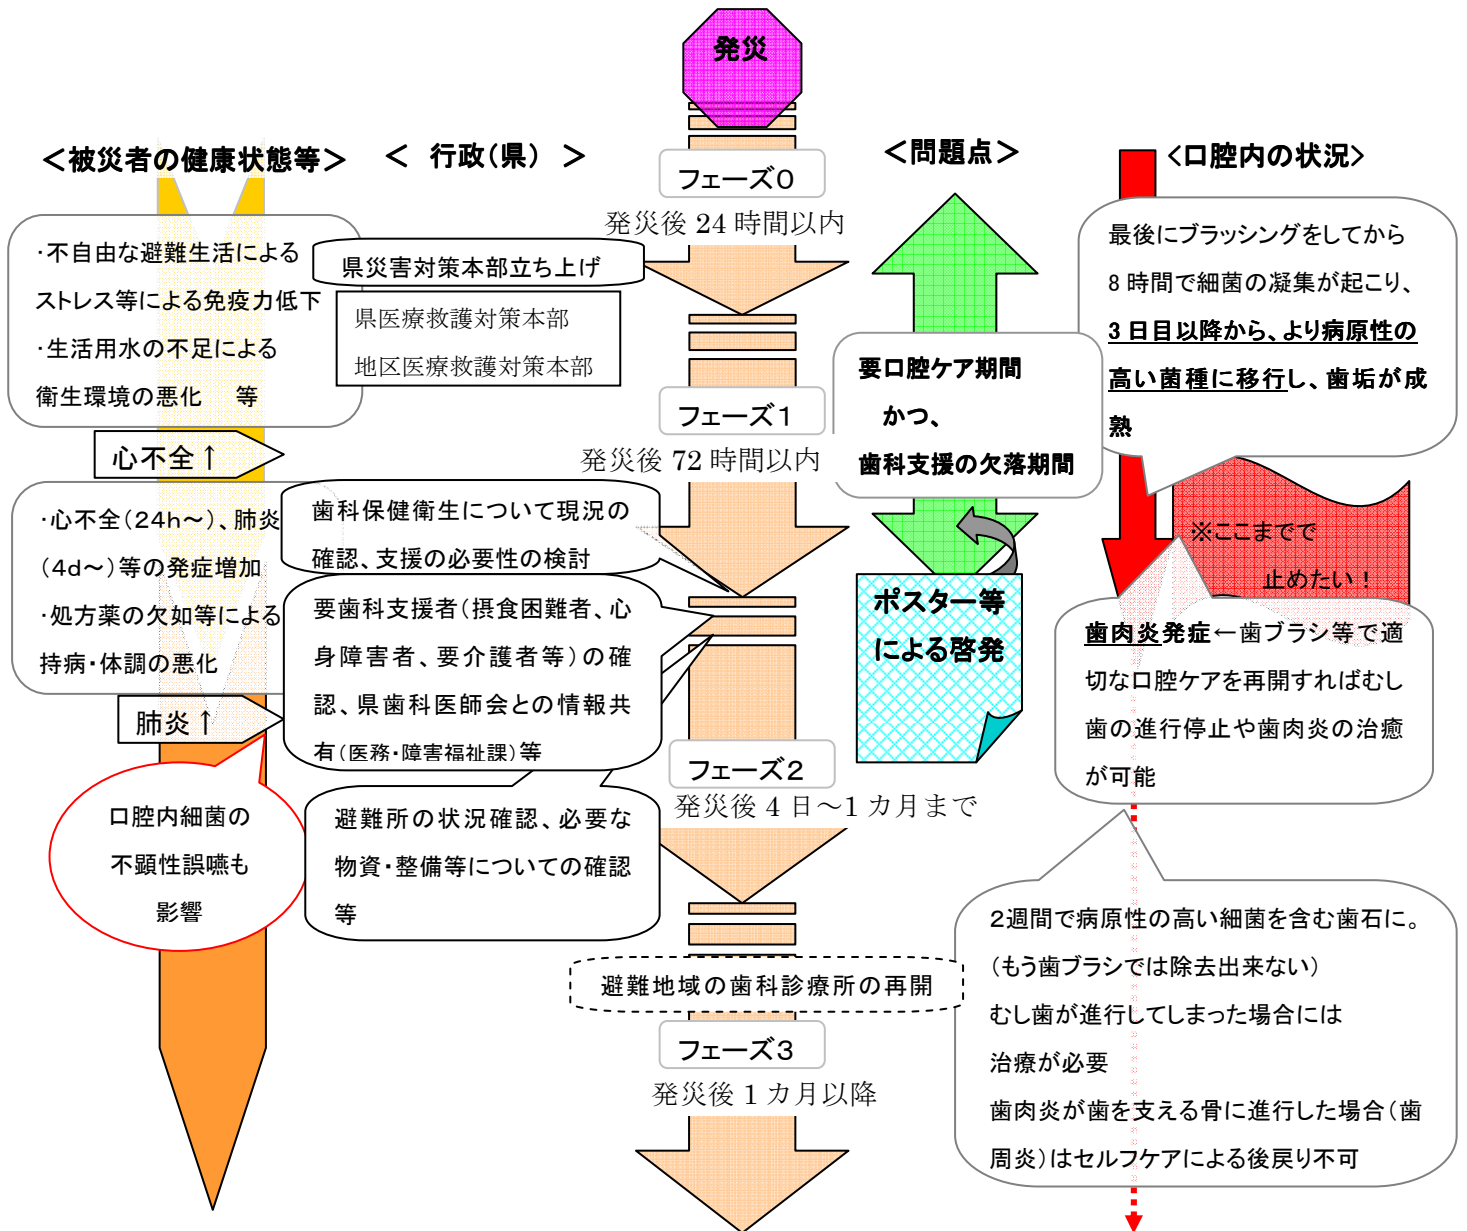 発災
＜被災者の健康状態等＞
＜ 行政（県） ＞
＜問題点＞
<口腔内の状況>
フェーズ０
発災後 24 時間以内
・不自由な避難生活による
ストレス等による免疫力低下
・生活用水の不足による
衛生環境の悪化　等
県災害対策本部立ち上げ
県医療救護対策本部
地区医療救護対策本部
最後にブラッシングをしてから
8 時間で細菌の凝集が起こり、
3 日目以降から、より病原性の
高い菌種に移行し、歯垢が成
熟
要口腔ケア期間
かつ、
歯科支援の欠落期間
フェーズ１
発災後 72 時間以内
心不全↑
・心不全（24h～）、肺炎
（4d～）等の発症増加
・処方薬の欠如等による
持病・体調の悪化
歯科保健衛生について現況の
確認、支援の必要性の検討
※ここまでで
止めたい！
要歯科支援者（摂食困難者、心
身障害者、要介護者等）の確
認、県歯科医師会との情報共
有（医務・障害福祉課）等
ポスター等
による啓発
歯肉炎発症←歯ブラシ等で適
切な口腔ケアを再開すればむし
歯の進行停止や歯肉炎の治癒
が可能
肺炎↑
フェーズ２
発災後 4 日～1 カ月まで
口腔内細菌の
不顕性誤嚥も
影響
避難所の状況確認、必要な
物資・整備等についての確認
等
2週間で病原性の高い細菌を含む歯石に。
（もう歯ブラシでは除去出来ない）
むし歯が進行してしまった場合には
治療が必要
歯肉炎が歯を支える骨に進行した場合（歯
周炎）はセルフケアによる後戻り不可
避難地域の歯科診療所の再開
フェーズ３
発災後 1 カ月以降